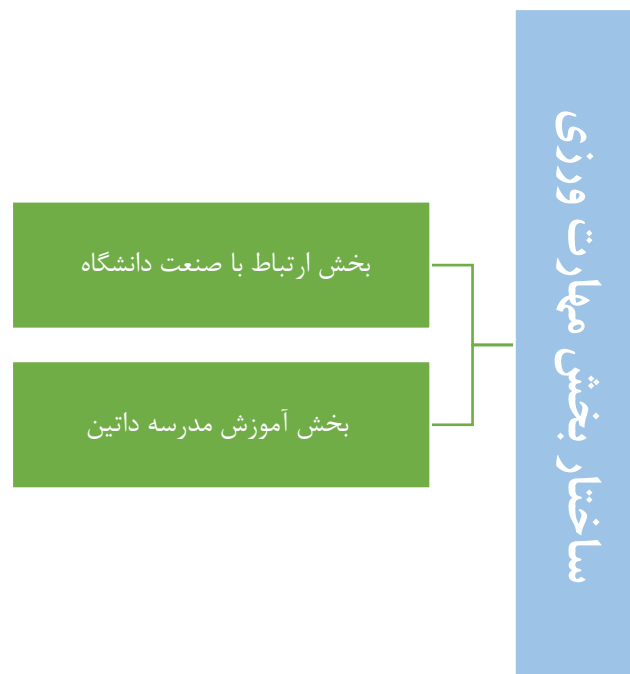 ساختار بخش مهارت ورزی
بخش ارتباط با صنعت دانشگاه
بخش آموزش مدرسه داتین